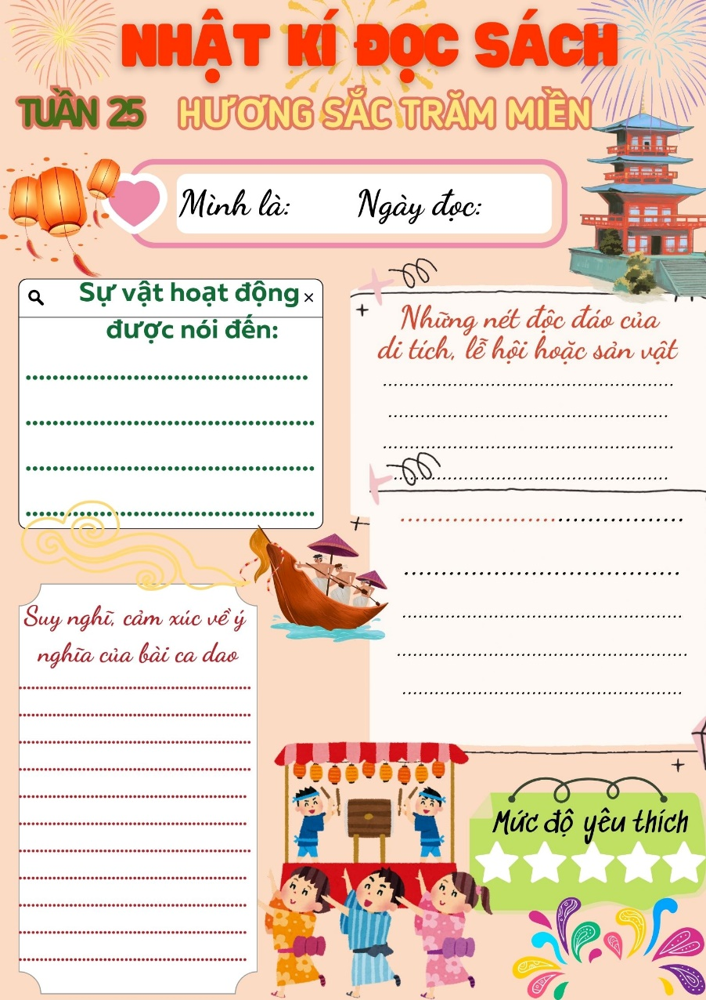 NHẬT KÍ ĐỌC SÁCH
TUẦN 25 HƯƠNG SẮC TRĂM MIỀN
Mình là: Ngày đọc:
Sự vật hoạt động
được nói đến:
Những nét độc đáo của
di tích, lễ hội hoặc sản vật
Suy nghĩ, cảm xúc về ý
nghĩa của bài ca dao
Mức độ yêu thích